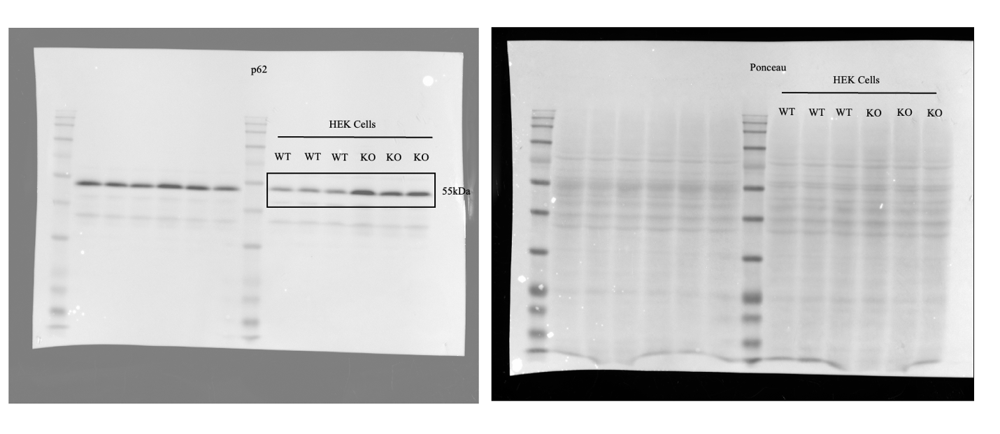 p62
HEK Cells
WT WT WT KO KO KO
55kDa
Ponceau
HEK Cells
WT WT WT KO KO KO